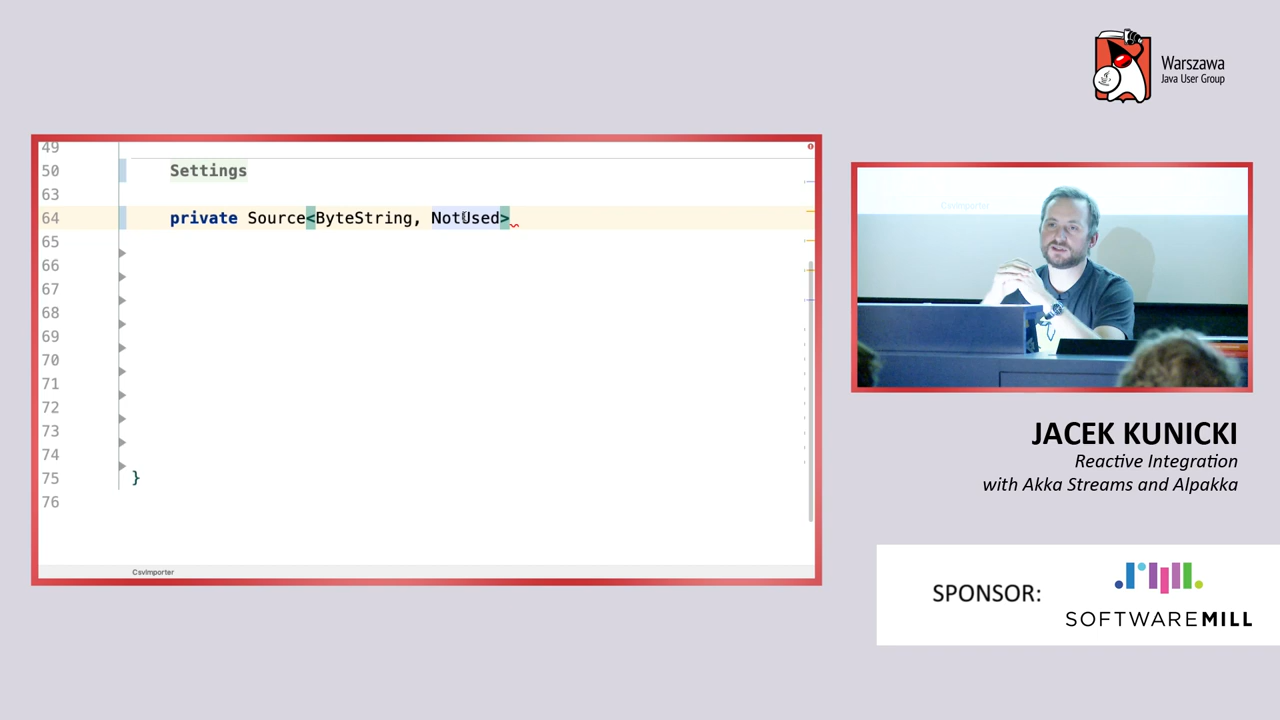 Warszawa
Java User Group
49
50 Settings
63
64 private Source<ByteString, NotUsed>
65
66
67
68
69
70
71
72
73
74
75 }
76
CsvImporter
JACEK KUNICKI
Reactive Integration
with Akka Streams and Alpakka
SPONSOR:
SOFTWAREMILL